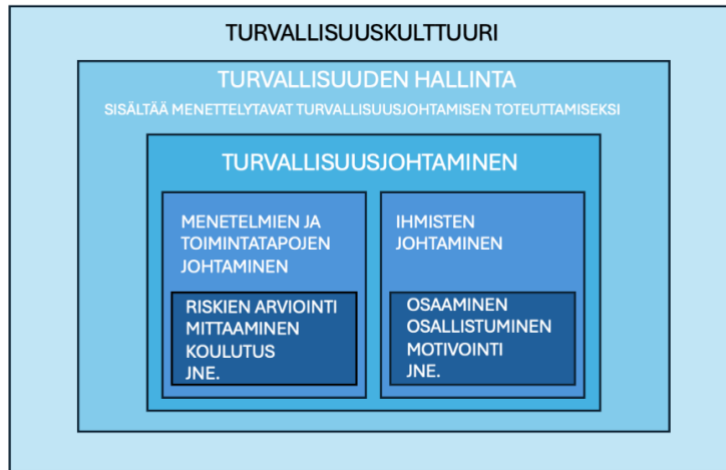 TURVALLISUUSKULTTUURI
TURVALLISUUDEN HALLINTA
SISÄLTÄÄ MENETTELYTAVAT TURVALLISUUSJOHTAMISEN TOTEUTTAMISEKSI
TURVALLISUUSJOHTAMINEN
MENETELMIEN JA
TOIMINTATAPOJEN
JOHTAMINEN
RISKIEN ARVIOINTI
MITTAAMINEN
KOULUTUS
JNE.
IHMISTEN
JOHTAMINEN
OSAAMINEN
OSALLISTUMINEN
MOTIVOINTI
JNE.